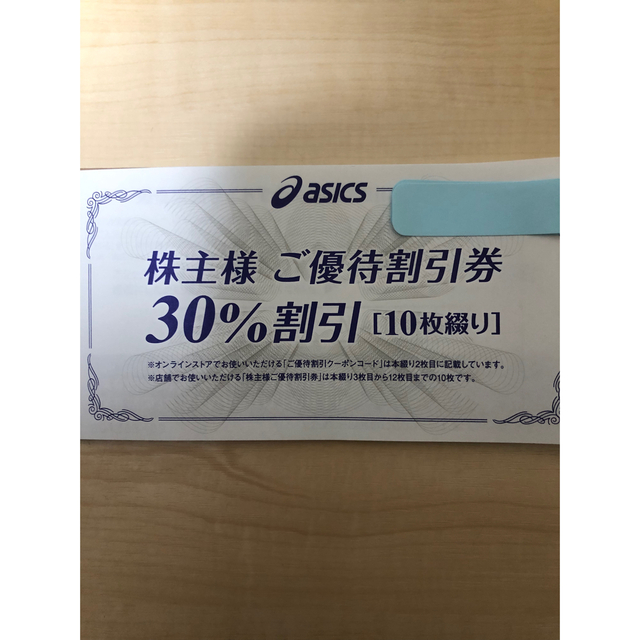 asics
株主様 ご優待割引券
30%割引 [10枚綴り]
※オンラインストアでお使いいただける「ご優待割引クーポンコード」は本綴り2枚目に記載しています。
※店舗でお使いいただける「株主様ご優待割引券」は本綴り3枚目から12枚目までの10枚です。